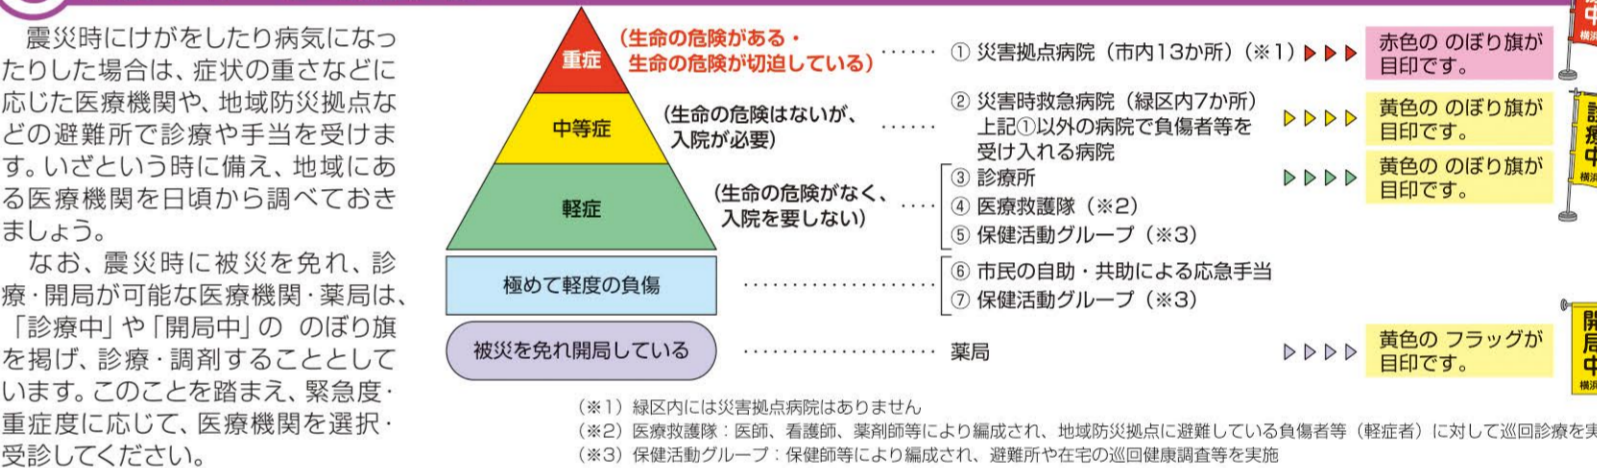 震災時にけがをしたり病気になっ
たりした場合は、症状の重さなどに
応じた医療機関や、地域防災拠点な
どの避難所で診療や手当を受けま
す。いざという時に備え、地域にあ
る医療機関を日頃から調べておき
ましょう。
なお、震災時に被災を免れ、診
療・開局が可能な医療機関・薬局は、
「診療中」や「開局中」の のぼり旗
を掲げ、診療・調剤することとして
います。このことを踏まえ、緊急度・
重症度に応じて、医療機関を選択・
受診してください。
重症
(生命の危険がある・
生命の危険が切迫している)
① 災害拠点病院(市内13か所)(※1)
赤色の のぼり旗が
目印です。
中等症
(生命の危険はないが、
入院が必要)
② 災害時救急病院(緑区内7か所)
上記①以外の病院で負傷者等を
受け入れる病院
黄色の のぼり旗が
目印です。
軽症
(生命の危険がなく、
入院を要しない)
③ 診療所
④ 医療救護隊(※2)
⑤ 保健活動グループ(※3)
黄色の のぼり旗が
目印です。
極めて軽度の負傷
⑥ 市民の自助・共助による応急手当
⑦ 保健活動グループ(※3)
被災を免れ開局している
薬局
黄色の フラッグが
目印です。
中
横浜
診療中
横浜
開局中
横浜
(※1)緑区内には災害拠点病院はありません
(※2)医療救護隊:医師、看護師、薬剤師等により編成され、地域防災拠点に避難している負傷者等(軽症者)に対して巡回診療を実
(※3)保健活動グループ:保健師等により編成され、避難所や在宅の巡回健康調査等を実施